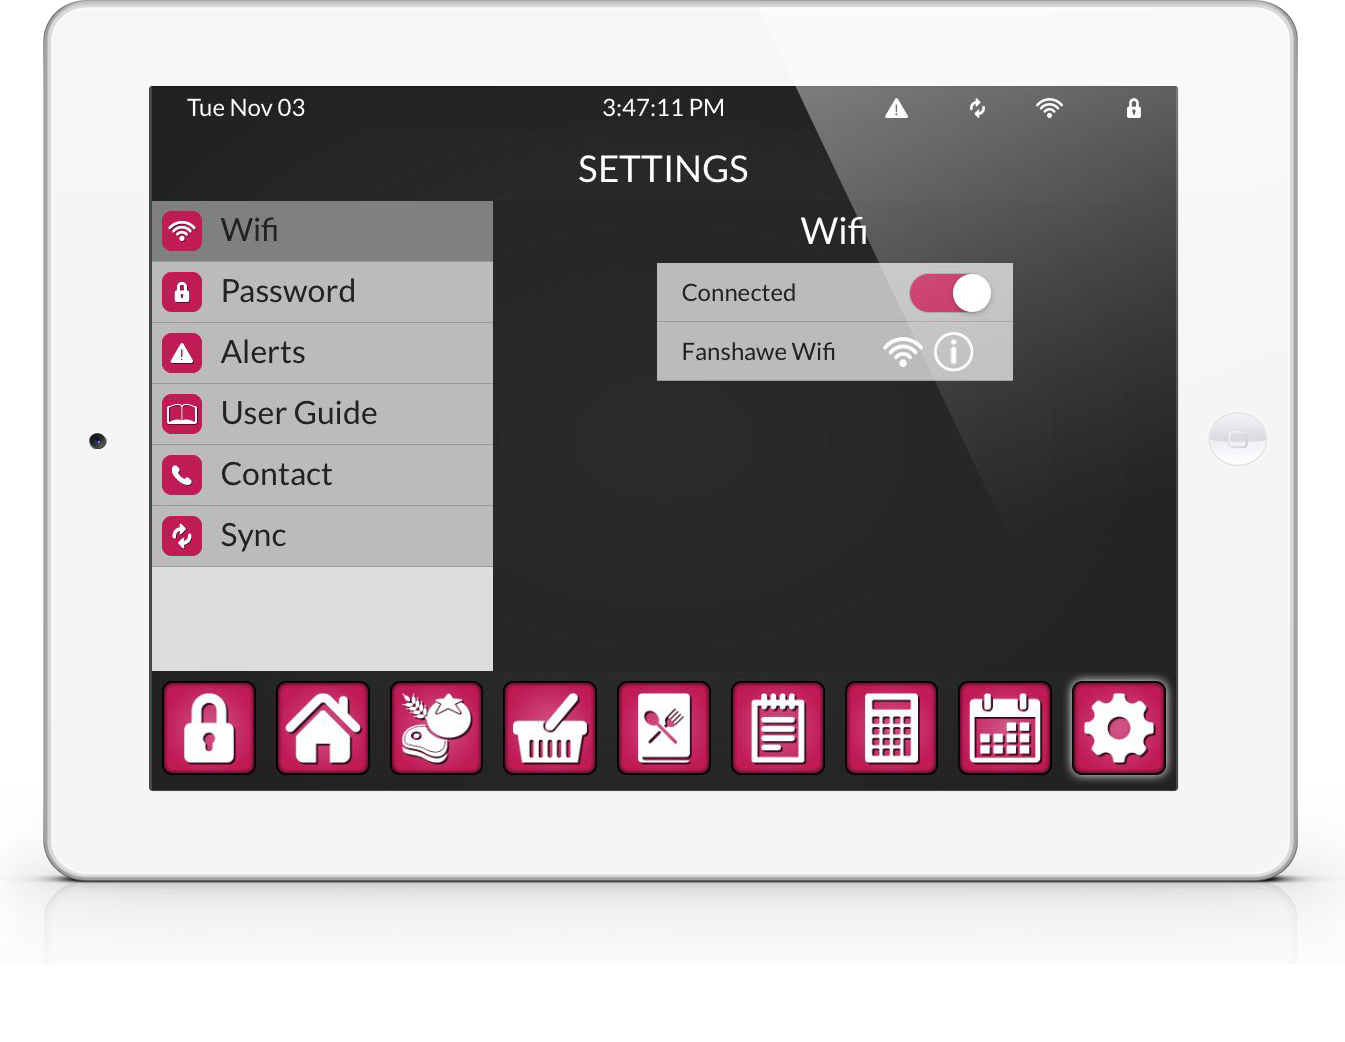 Tue Nov 03
3:47:11 PM
SETTINGS
Wifi
Password
Alerts
User Guide
Contact
Sync
Wifi
Connected
Fanshawe Wifi